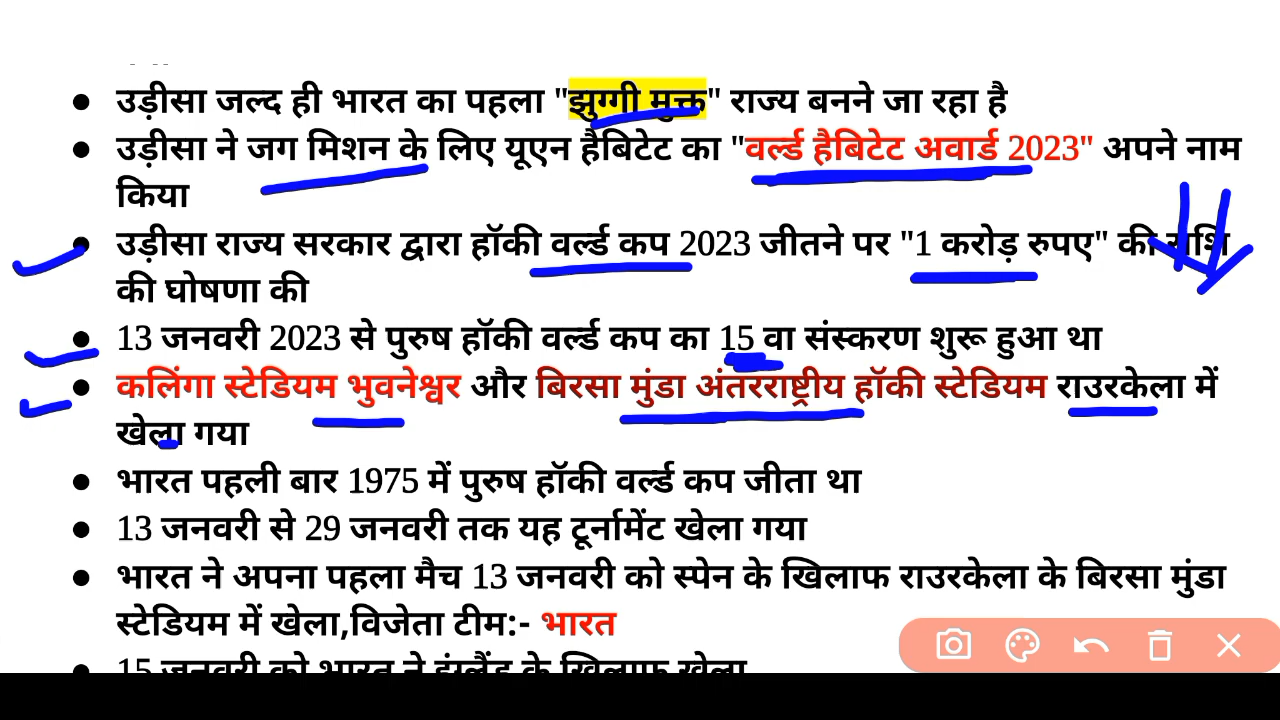 ● उड़ीसा जल्द ही भारत का पहला "झुग्गी मुक्त" राज्य बनने जा रहा है
● उड़ीसा ने जग मिशन के लिए यूएन हैबिटेट का "वर्ल्ड हैबिटेट अवार्ड 2023" अपने नाम
किया
● उड़ीसा राज्य सरकार द्वारा हॉकी वर्ल्ड कप 2023 जीतने पर "1 करोड़ रुपए" की राशि
की घोषणा की
● 13 जनवरी 2023 से पुरुष हॉकी वर्ल्ड कप का 15 वा संस्करण शुरू हुआ था
● कलिंगा स्टेडियम भुवनेश्वर और बिरसा मुंडा अंतरराष्ट्रीय हॉकी स्टेडियम राउरकेला में
खेला गया
● भारत पहली बार 1975 में पुरुष हॉकी वर्ल्ड कप जीता था
● 13 जनवरी से 29 जनवरी तक यह टूर्नामेंट खेला गया
● भारत ने अपना पहला मैच 13 जनवरी को स्पेन के खिलाफ राउरकेला के बिरसा मुंडा
स्टेडियम में खेला,विजेता टीम:- भारत
● 15 जनवरी को भारत ने इंग्लैंड के खिलाफ खेला